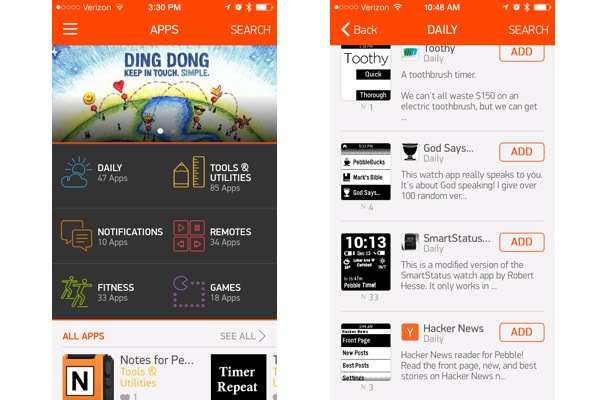 Verizon 3:30 PM
APPS SEARCH
DING DONG
KEEP IN TOUCH. SIMPLE.
DAILY
47 Apps
TOOLS &
UTILITIES
85 Apps
NOTIFICATIONS
10 Apps
REMOTES
34 Apps
FITNESS
33 Apps
GAMES
18 Apps
ALL APPS SEE ALL
N
Notes for Pe...
Tools &
Utilities
1
Timer
Repeat
T
T
U
Verizon 10:48 AM
Back DAILY SEARCH
Toothy
Quick
Thorough
1
Toothy
Daily
ADD
A toothbrush timer.
We can't all waste $150 on an
electric toothbrush, but we can get
...
PebbleBucks
Mark's Bible
God Says...
4
God Says...
Daily
ADD
This watch app really speaks to you.
It's about God speaking! I give over
100 random ver...
10:13
Dec 13
Carlsbad
In 1h47m
Pebble Time!
33
SmartStatus...
Daily
ADD
This is a modified version of the
SmartStatus watch app by Robert
Hesse. It only works in ...
Hacker News
Front Page
New Posts
Best Posts
Settings
3
Y
Hacker News
Daily
ADD
Hacker News reader for Pebble!
Read the front page, new, and best
stories on Hacker News n...